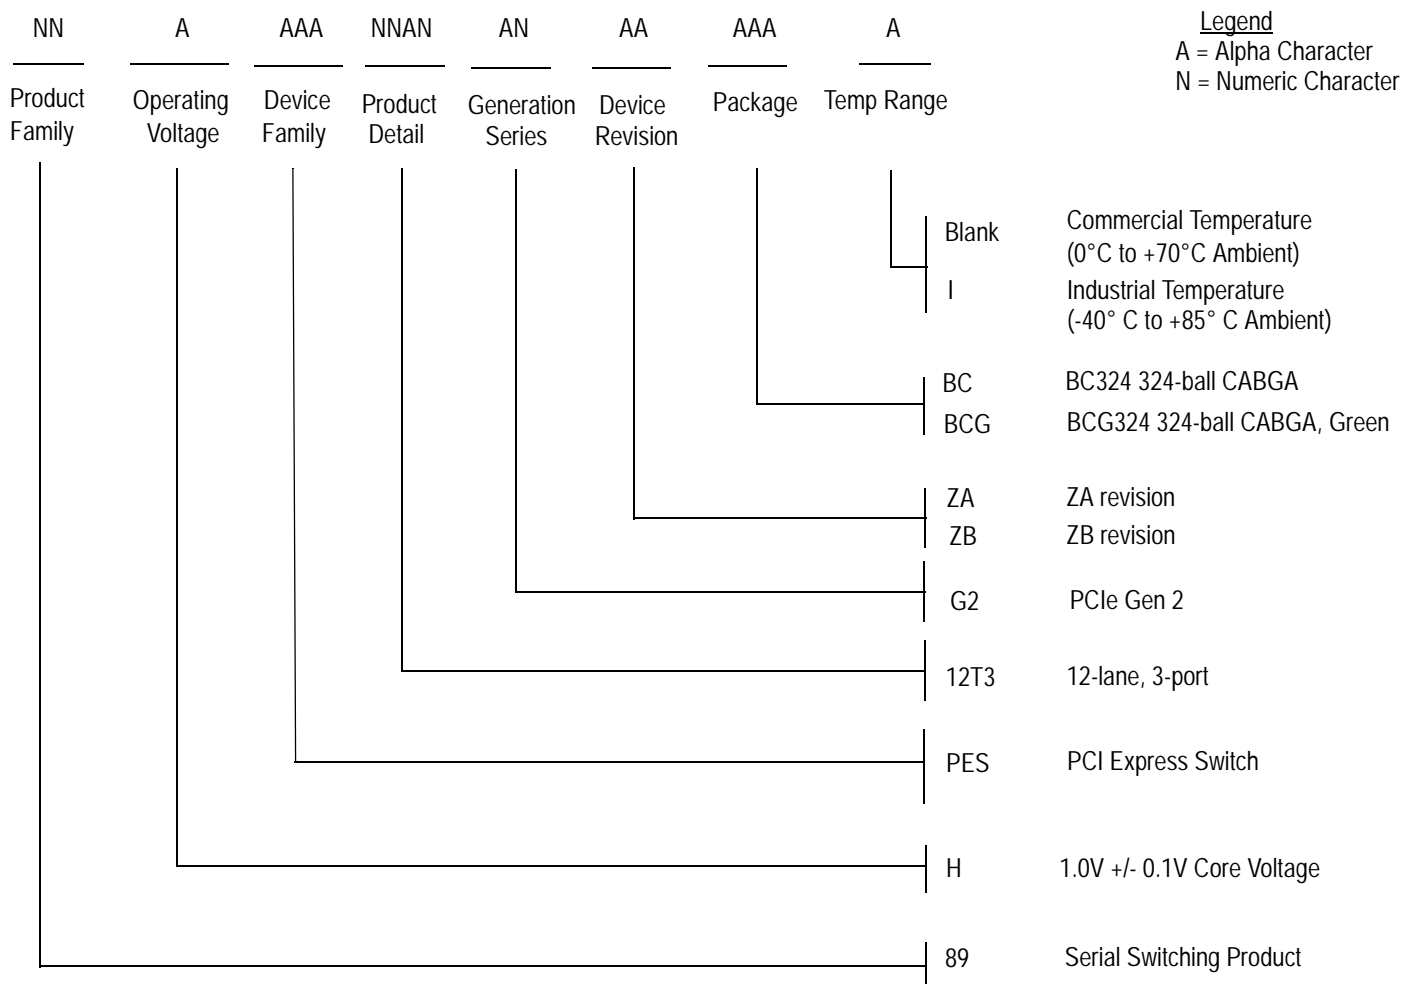 NN A AAA NNAN AN AA AAA A
Legend
A = Alpha Character
N = Numeric Character
Product Family
Operating Voltage
Device Family
Product Detail
Generation Series
Device Revision
Package
Temp Range
Blank Commercial Temperature
(0°C to +70°C Ambient)
I Industrial Temperature
(-40° C to +85° C Ambient)
BC BC324 324-ball CABGA
BCG BCG324 324-ball CABGA, Green
ZA ZA revision
ZB ZB revision
G2 PCIe Gen 2
12T3 12-lane, 3-port
PES PCI Express Switch
H 1.0V +/- 0.1V Core Voltage
89 Serial Switching Product